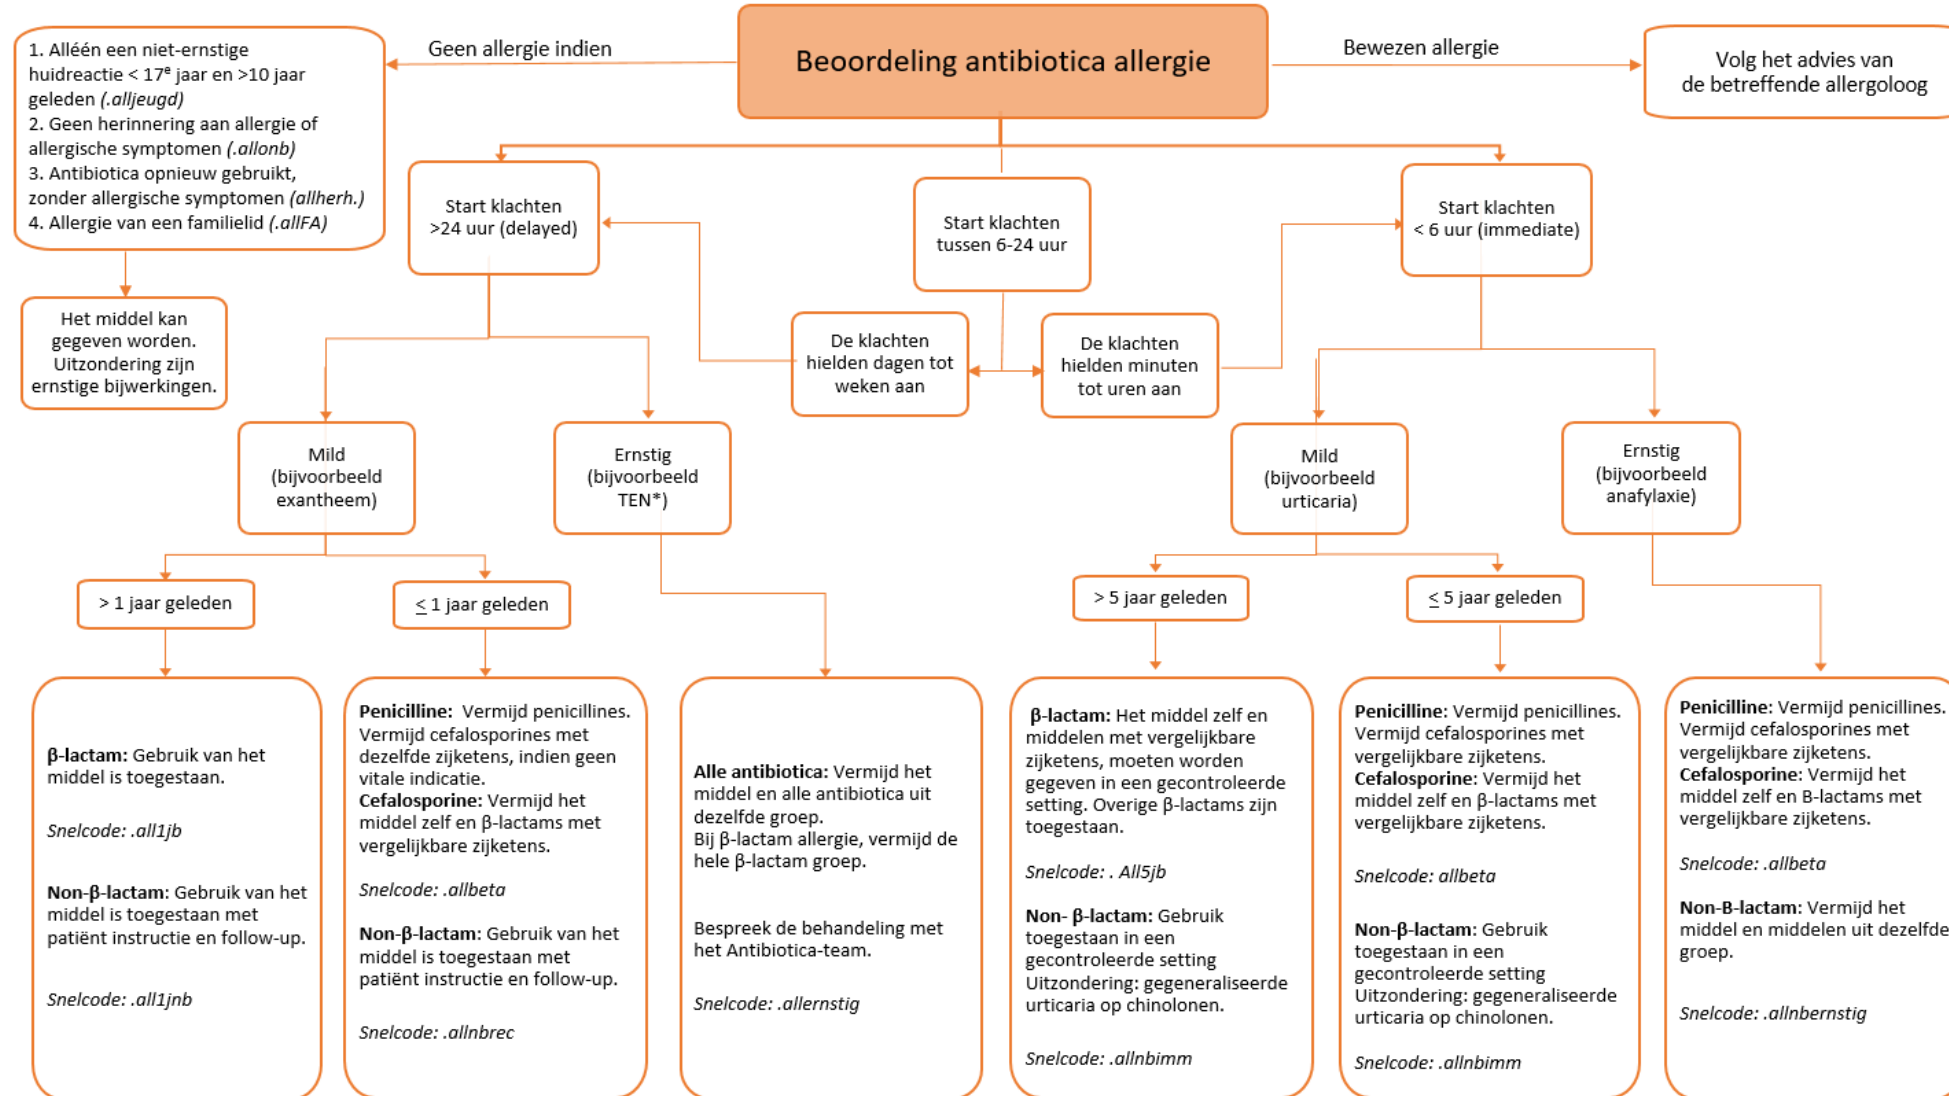 Beoordeling antibiotica allergie
Geen allergie indien
Bewezen allergie
1. Alléén een niet-ernstige
huidreactie < 17e jaar en >10 jaar
geleden (.alljeugd)
2. Geen herinnering aan allergie of
allergische symptomen (.allonb)
3. Antibiotica opnieuw gebruikt,
zonder allergische symptomen (allherh.)
4. Allergie van een familielid (.allFA)
Volg het advies van
de betreffende allergoloog
Het middel kan
gegeven worden.
Uitzondering zijn
ernstige bijwerkingen.
Start klachten
>24 uur (delayed)
Start klachten
tussen 6-24 uur
Start klachten
< 6 uur (immediate)
De klachten
hielden dagen tot
weken aan
De klachten
hielden minuten
tot uren aan
Mild
(bijvoorbeeld
exantheem)
Ernstig
(bijvoorbeeld
TEN*)
Mild
(bijvoorbeeld
urticaria)
Ernstig
(bijvoorbeeld
anafylaxie)
> 1 jaar geleden
≤ 1 jaar geleden
> 5 jaar geleden
≤ 5 jaar geleden
β-lactam: Gebruik van het
middel is toegestaan.
Snelcode: .all1jb
Non-β-lactam: Gebruik van het
middel is toegestaan met
patiënt instructie en follow-up.
Snelcode: .all1jnb
Penicilline: Vermijd penicillines.
Vermijd cefalosporines met
dezelfde zijketens, indien geen
vitale indicatie.
Cefalosporine: Vermijd het
middel zelf en β-lactams met
vergelijkbare zijketens.
Snelcode: .allbeta
Non-β-lactam: Gebruik van het
middel is toegestaan met
patiënt instructie en follow-up.
Snelcode: .allnbrec
Alle antibiotica: Vermijd het
middel en alle antibiotica uit
dezelfde groep.
Bij β-lactam allergie, vermijd de
hele β-lactam groep.
Bespreek de behandeling met
het Antibiotica-team.
Snelcode: .allernstig
β-lactam: Het middel zelf en
middelen met vergelijkbare
zijketens, moeten worden
gegeven in een gecontroleerde
setting. Overige β-lactams zijn
toegestaan.
Snelcode: . All5jb
Non- β-lactam: Gebruik
toegestaan in een
gecontroleerde setting
Uitzondering: gegeneraliseerde
urticaria op chinolonen.
Snelcode: .allnbimm
Penicilline: Vermijd penicillines.
Vermijd cefalosporines met
vergelijkbare zijketens.
Cefalosporine: Vermijd het
middel zelf en β-lactams met
vergelijkbare zijketens.
Snelcode: allbeta
Non-β-lactam: Gebruik
toegestaan in een
gecontroleerde setting
Uitzondering: gegeneraliseerde
urticaria op chinolonen.
Snelcode: .allnbimm
Penicilline: Vermijd penicillines.
Vermijd cefalosporines met
vergelijkbare zijketens.
Cefalosporine: Vermijd het
middel zelf en B-lactams met
vergelijkbare zijketens.
Snelcode: .allbeta
Non-B-lactam: Vermijd het
middel en middelen uit dezelfde
groep.
Snelcode: .allnbernstig